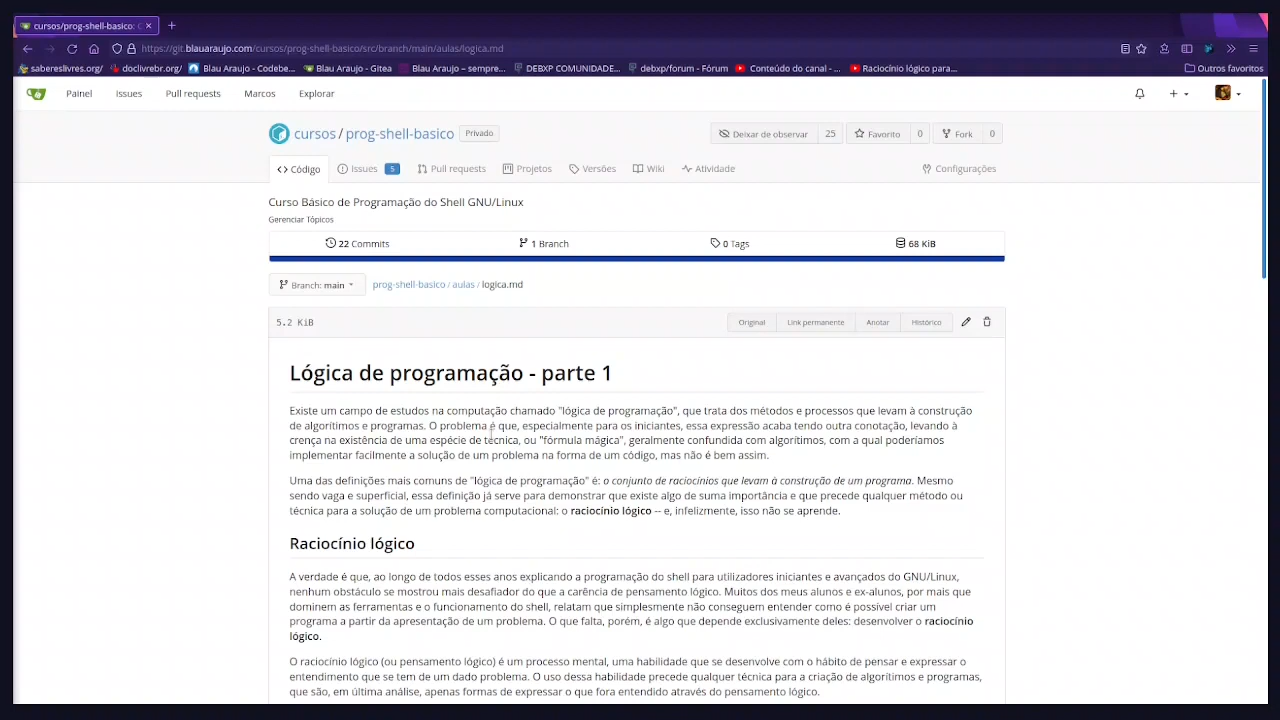 cursos/prog-shell-basico: C
https://git.blauaraujo.com/cursos/prog-shell-basico/src/branch/main/aulas/logica.md
sabereslivres.org/ doclivrebr.org/ Blau Araujo - Codebe... Blau Araujo - Gitea Blau Araujo – sempre... DEBXP COMUNIDADE... debxp/forum - Fórum Conteúdo do canal - ... Raciocínio lógico para... Outros favoritos
Painel Issues Pull requests Marcos Explorar
cursos / prog-shell-basico Privado Deixar de observar 25 Favorito 0 Fork 0
Código Issues 5 Pull requests Projetos Versões Wiki Atividade Configurações
Curso Básico de Programação do Shell GNU/Linux
Gerenciar Tópicos
22 Commits 1 Branch 0 Tags 68 KiB
Branch: main prog-shell-basico / aulas / logica.md
5.2 KiB Original Link permanente Anotar Histórico
Lógica de programação - parte 1
Existe um campo de estudos na computação chamado "lógica de programação", que trata dos métodos e processos que levam à construção
de algorítimos e programas. O problema é que, especialmente para os iniciantes, essa expressão acaba tendo outra conotação, levando à
crença na existência de uma espécie de técnica, ou "fórmula mágica", geralmente confundida com algorítimos, com a qual poderíamos
implementar facilmente a solução de um problema na forma de um código, mas não é bem assim.
Uma das definições mais comuns de "lógica de programação" é: o conjunto de raciocínios que levam à construção de um programa. Mesmo
sendo vaga e superficial, essa definição já serve para demonstrar que existe algo de suma importância e que precede qualquer método ou
técnica para a solução de um problema computacional: o raciocínio lógico -- e, infelizmente, isso não se aprende.
Raciocínio lógico
A verdade é que, ao longo de todos esses anos explicando a programação do shell para utilizadores iniciantes e avançados do GNU/Linux,
nenhum obstáculo se mostrou mais desafiador do que a carência de pensamento lógico. Muitos dos meus alunos e ex-alunos, por mais que
dominem as ferramentas e o funcionamento do shell, relatam que simplesmente não conseguem entender como é possível criar um
programa a partir da apresentação de um problema. O que falta, porém, é algo que depende exclusivamente deles: desenvolver o raciocínio
lógico.
O raciocínio lógico (ou pensamento lógico) é um processo mental, uma habilidade que se desenvolve com o hábito de pensar e expressar o
entendimento que se tem de um dado problema. O uso dessa habilidade precede qualquer técnica para a criação de algorítimos e programas,
que são, em última análise, apenas formas de expressar o que fora entendido através do pensamento lógico.